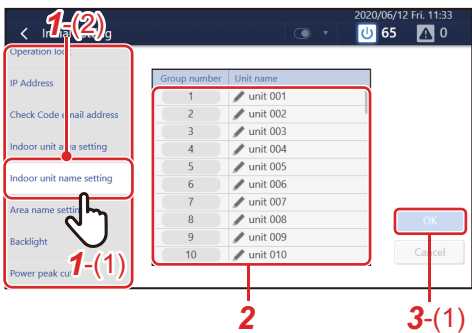 2020/06/12 Fri. 11:33
1-(2)
65
0
Operation lock
IP Address
Check Code e-mail address
Indoor unit area setting
Indoor unit name setting
Area name setting
Backlight
1-(1)
Power peak cut
Group number Unit name
1 unit 001
2 unit 002
3 unit 003
4 unit 004
5 unit 005
6 unit 006
7 unit 007
8 unit 008
9 unit 009
10 unit 010
OK
Cancel
2
3-(1)